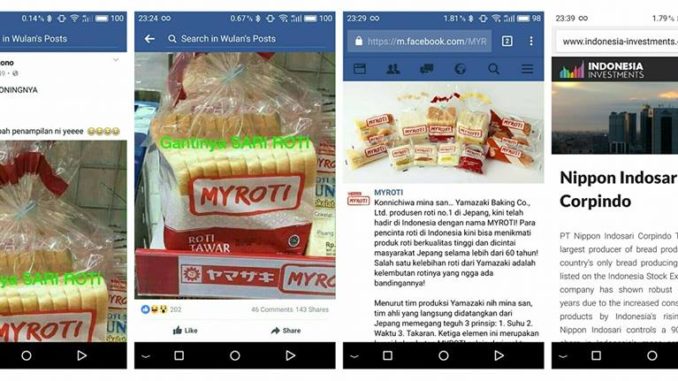 0.14%
100
Search in Wulan's Posts
ono
ONINGNYA
bah penampilan ni yeeee
Gantinya SARI ROTI
MYROTI
23:24
0.67%
100
Search in Wulan's Posts
Gantinya SARI ROTI
MYROTI
ROTI
TAWAR
ヤマザキ
MYROTI
202
46 Comments 143 Shares
Like
Share
23:29
1.81%
98
https://m.facebook.com/MYR
2
MYROTI
MYROTI
Konnichiwa mina san... Yamazaki Baking Co.,
Ltd. produsen roti no.1 di Jepang, kini telah
hadir di Indonesia dengan nama MYROTI! Para
pencinta roti di Indonesia kini bisa menikmati
produk roti berkualitas tinggi dan dicintai
masyarakat Jepang selama lebih dari 60 tahun!
Salah satu kelebihan roti dari Yamazaki adalah
kelembutan rotinya yang ngga ada
bandingannya!
Menurut tim produksi Yamazaki nih mina san,
tim ahli yang langsung didatangkan dari
Jepang memegang teguh 3 prinsip: 1. Suhu 2.
Waktu 3. Takaran. Ketiga elemen ini merupakan
23:39
1.79%
www.indonesia-investments.c
INDONESIA
INVESTMENTS
Nippon Indosari
Corpindo
PT Nippon Indosari Corpindo T
largest producer of bread prod
country's only bread producing
listed on the Indonesia Stock Ex
company has shown robust
years due to the increased cons
products by Indonesia's rising
Nippon Indosari controls a 90